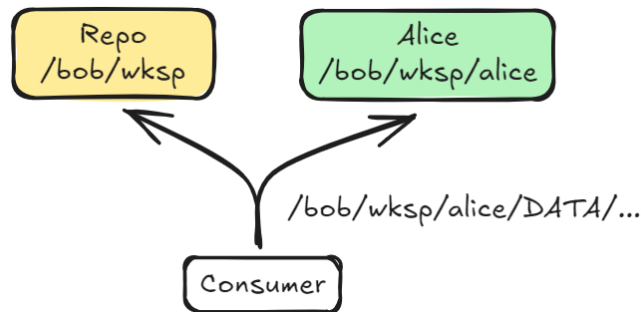 Repo
/bob/wksp
Alice
/bob/wksp/alice
/bob/wksp/alice/DATA/...
Consumer